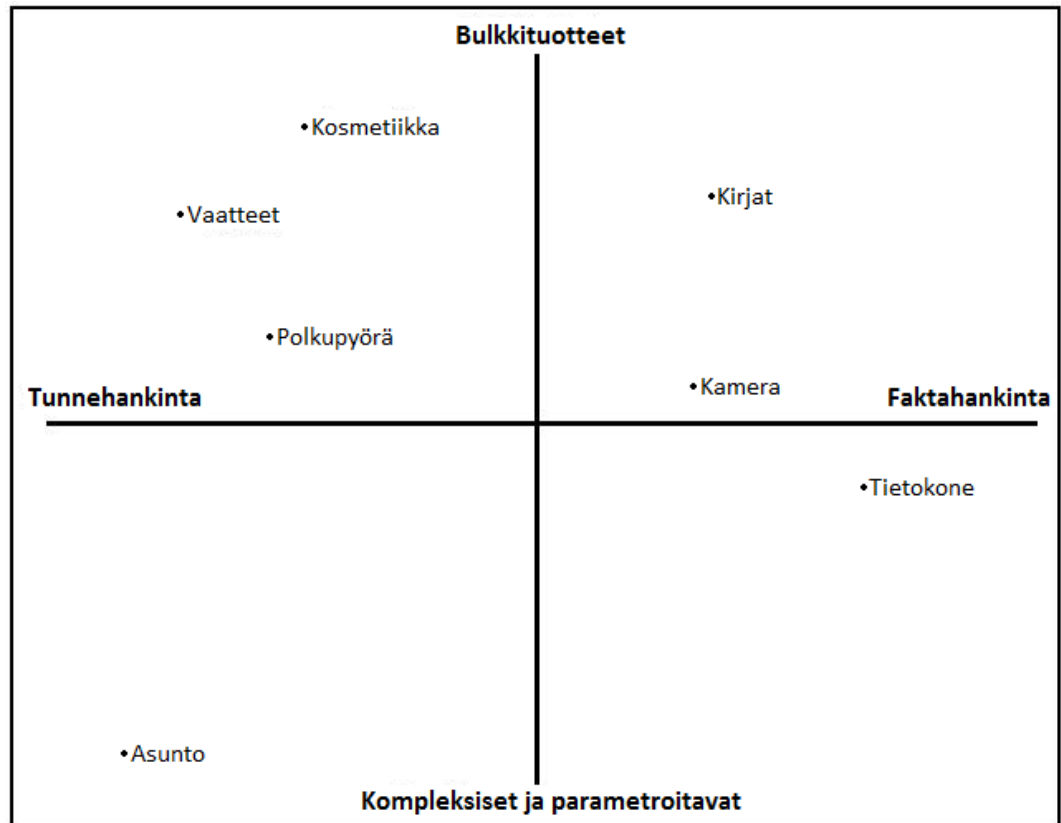 Bulkkituotteet
Kosmetiikka
Kirjat
Vaatteet
Polkupyörä
Kamera
Tunnehankinta
Faktahankinta
Tietokone
Asunto
Kompleksiset ja parametroitavat